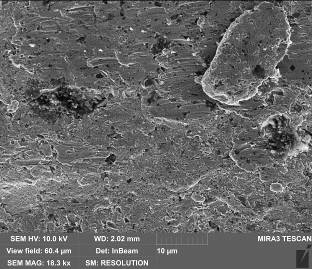 SEM HV: 10.0 kV WD: 2.02 mm MIRA3 TESCAN
View field: 60.4 µm Det: InBeam 10 µm
SEM MAG: 18.3 kx SM: RESOLUTION